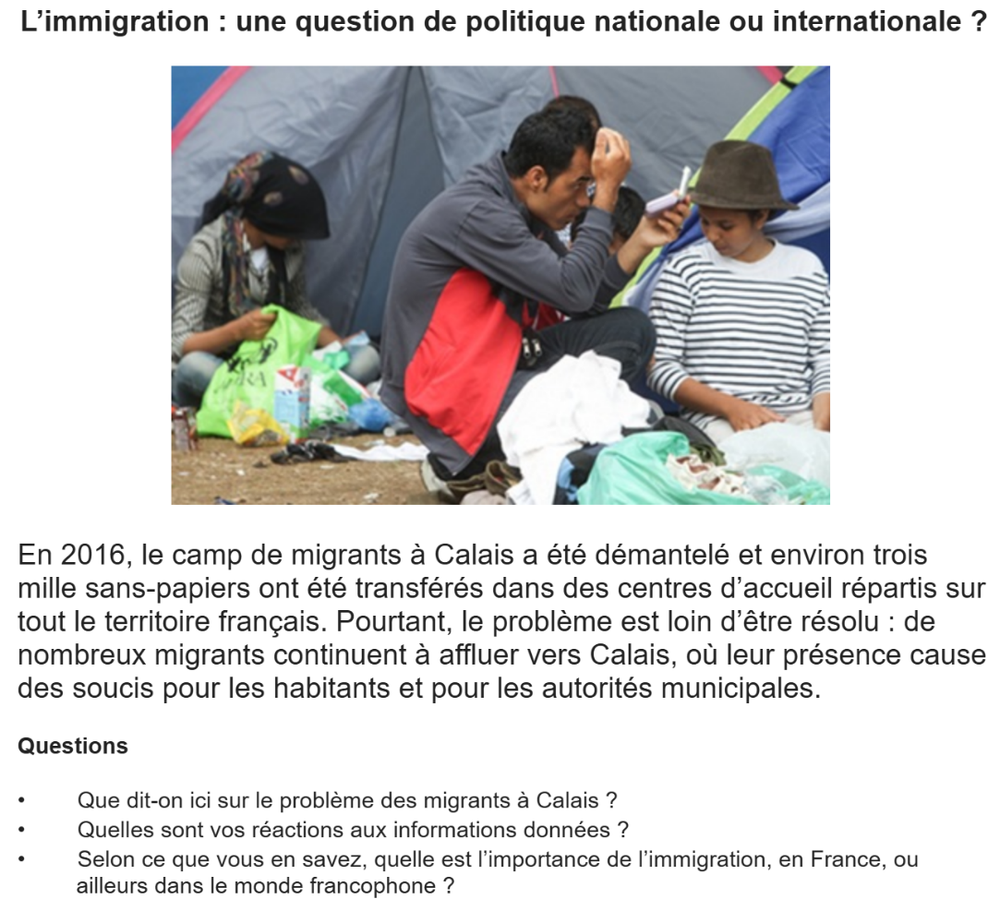 L’immigration : une question de politique nationale ou internationale ?
En 2016, le camp de migrants à Calais a été démantelé et environ trois
mille sans-papiers ont été transférés dans des centres d’accueil répartis sur
tout le territoire français. Pourtant, le problème est loin d’être résolu : de
nombreux migrants continuent à affluer vers Calais, où leur présence cause
des soucis pour les habitants et pour les autorités municipales.
Questions
• Que dit-on ici sur le problème des migrants à Calais ?
• Quelles sont vos réactions aux informations données ?
• Selon ce que vous en savez, quelle est l’importance de l’immigration, en France, ou
ailleurs dans le monde francophone ?